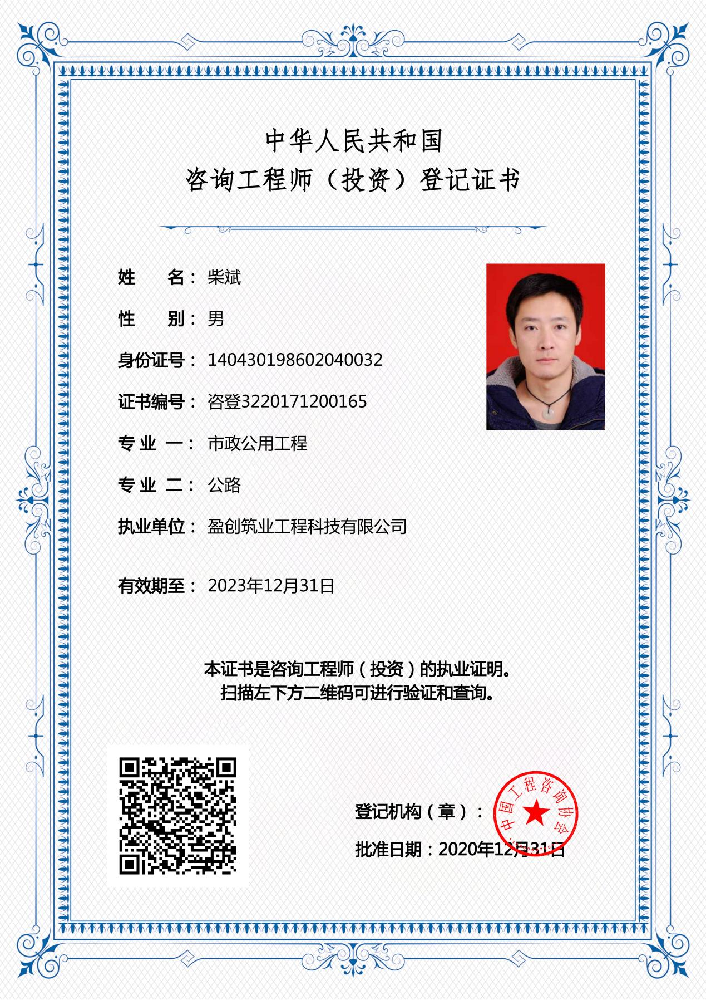 中华人民共和国
咨询工程师（投资）登记证书
姓 名： 柴斌
性 别： 男
身份证号： 140430198602040032
证书编号： 咨登3220171200165
专 业 一： 市政公用工程
专 业 二： 公路
执业单位： 盈创筑业工程科技有限公司
有效期至： 2023年12月31日
本证书是咨询工程师（投资）的执业证明。
扫描左下方二维码可进行验证和查询。
中国工程咨询协会
登记机构（章）：
批准日期：2020年12月31日